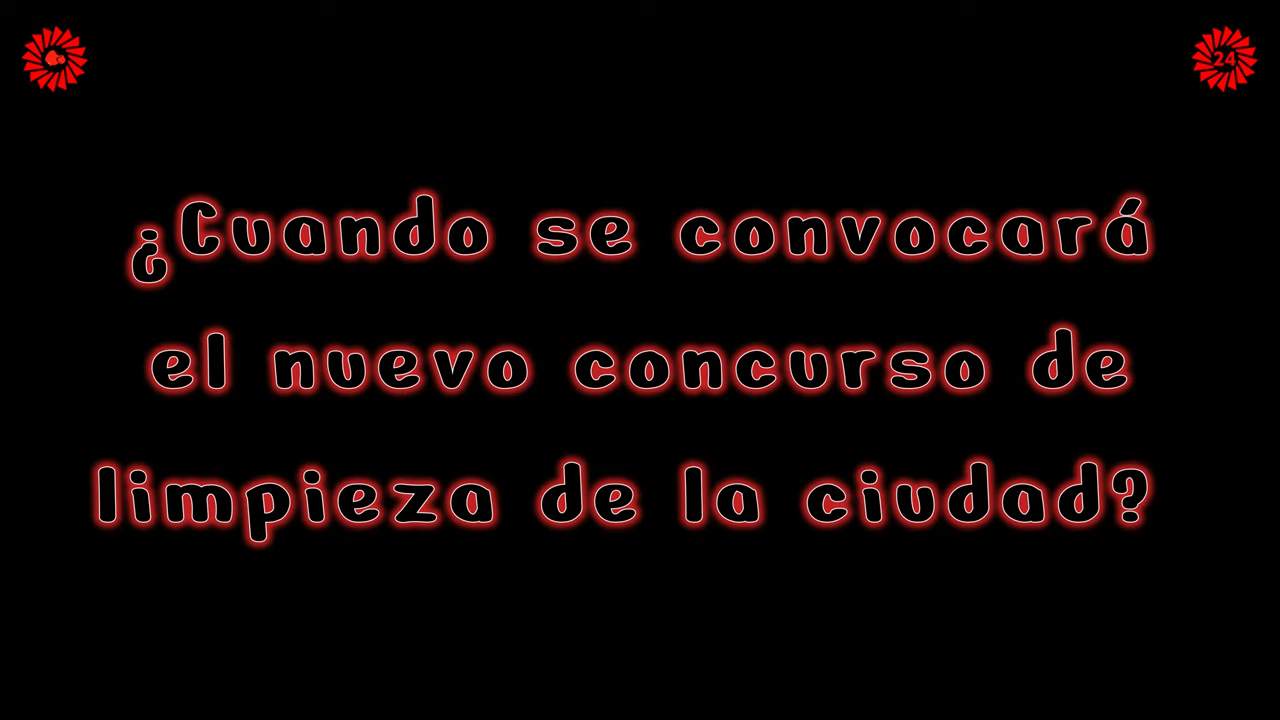 24
¿Cuando se convocará
el nuevo concurso de
limpieza de la ciudad?